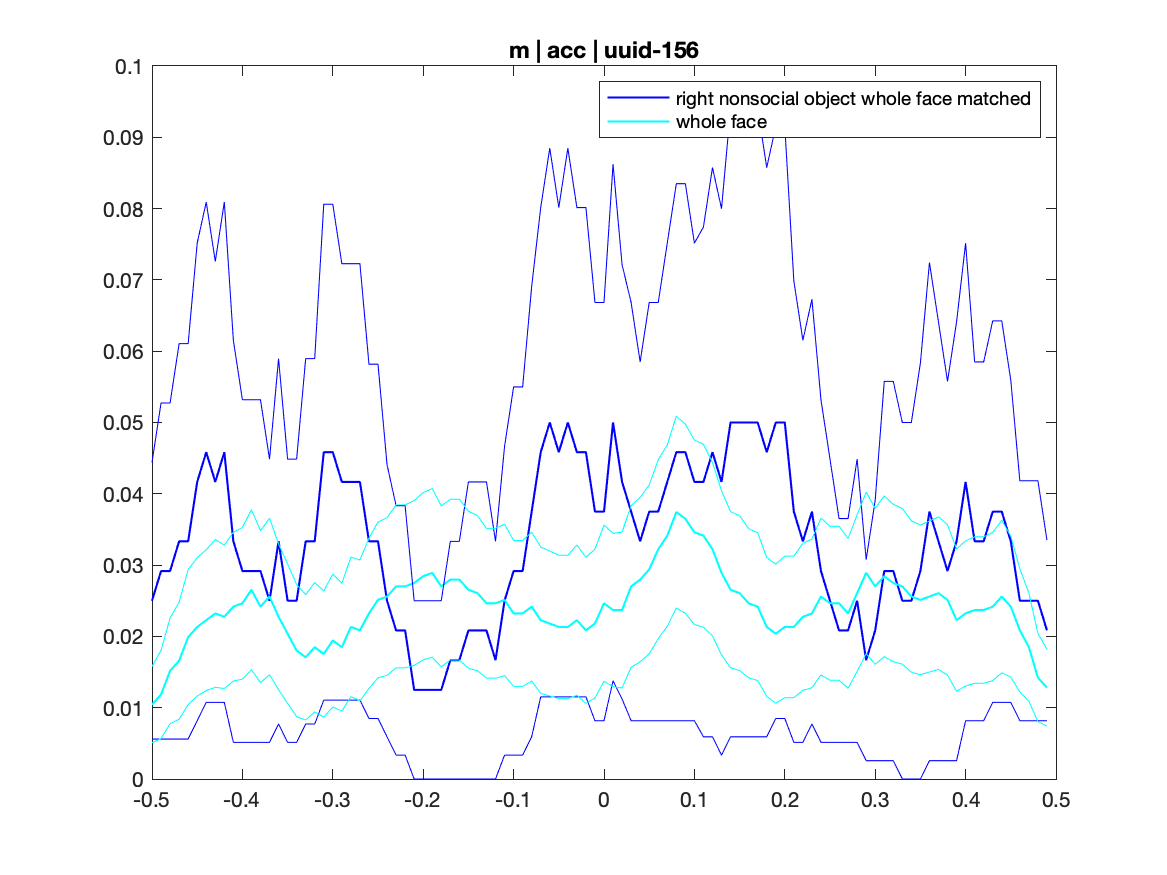 m | acc | uuid-156
right nonsocial object whole face matched
whole face
0.1
0.09
0.08
0.07
0.06
0.05
0.04
0.03
0.02
0.01
0
-0.5 -0.4 -0.3 -0.2 -0.1 0 0.1 0.2 0.3 0.4 0.5